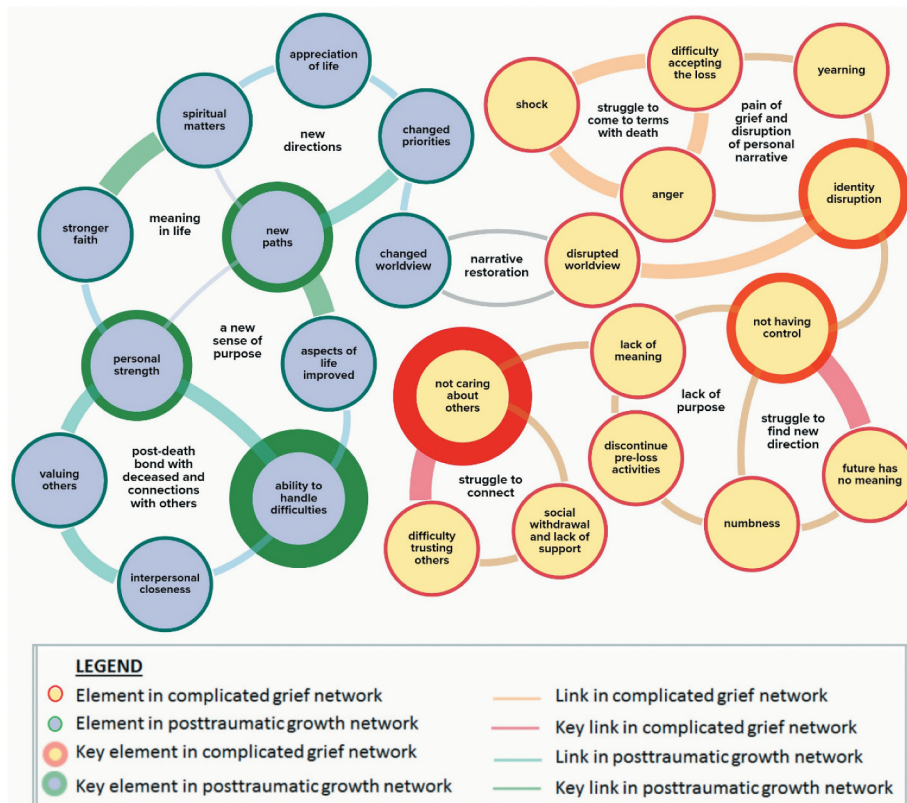 appreciation
of life
spiritual
matters
new
directions
changed
priorities
stronger
faith
meaning
in life
new
paths
changed
worldview
narrative
restoration
disrupted
worldview
personal
strength
a new
sense of
purpose
aspects of
life
improved
valuing
others
post-death
bond with
deceased and
connections
with others
ability to
handle
difficulties
interpersonal
closeness
shock
struggle to
come to terms
with death
difficulty
accepting
the loss
pain of
grief and
disruption
of personal
narrative
yearning
anger
identity
disruption
not caring
about
others
lack of
meaning
not having
control
lack of
purpose
struggle to
find new
direction
discontinue
pre-loss
activities
struggle
to connect
difficulty
trusting
others
social
withdrawal
and lack of
support
numbness
future has
no meaning
LEGEND
Element in complicated grief network
Element in posttraumatic growth network
Key element in complicated grief network
Key element in posttraumatic growth network
Link in complicated grief network
Key link in complicated grief network
Link in posttraumatic growth network
Key link in posttraumatic growth network